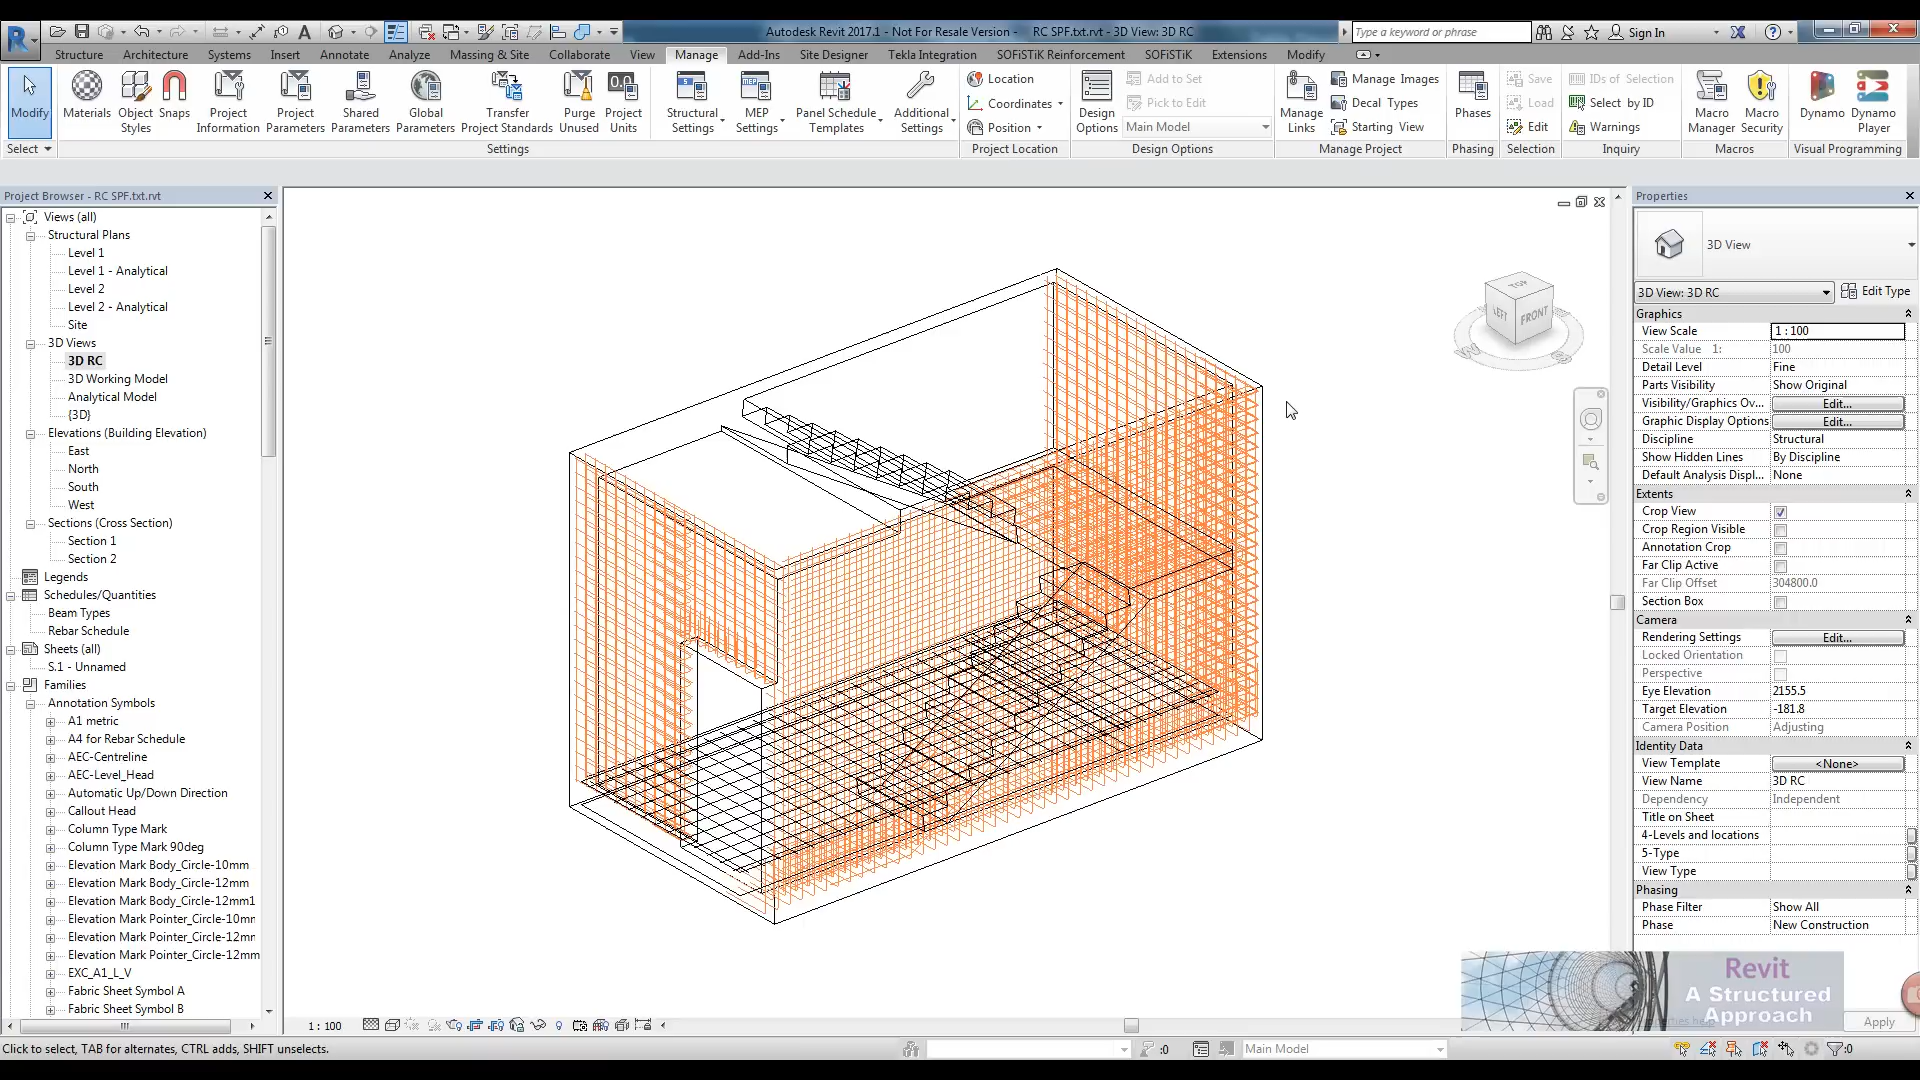 Autodesk Revit 2017.1 - Not For Resale Version - RC SPF.txt.rvt - 3D View: 3D RC
Type a keyword or phrase
Sign In
Structure Architecture Systems Insert Annotate Analyze Massing & Site Collaborate View Manage Add-Ins Site Designer Tekla Integration SOFiSTiK Reinforcement SOFiSTiK Extensions Modify
Modify
Materials
Object Styles
Snaps
Project Information
Project Parameters
Shared Parameters
Global Parameters
Transfer Project Standards
Purge Unused
Project Units
Structural Settings
MEP Settings
Panel Schedule Templates
Additional Settings
Location
Coordinates
Position
Design Options
Add to Set
Pick to Edit
Main Model
Manage Links
Manage Images
Decal Types
Starting View
Phases
Save
Load
Edit
IDs of Selection
Select by ID
Warnings
Macro Manager
Macro Security
Dynamo
Dynamo Player
Select
Settings
Project Location
Design Options
Manage Project
Phasing
Selection
Inquiry
Macros
Visual Programming
Project Browser - RC SPF.txt.rvt
Views (all)
Structural Plans
Level 1
Level 1 - Analytical
Level 2
Level 2 - Analytical
Site
3D Views
3D RC
3D Working Model
Analytical Model
{3D}
Elevations (Building Elevation)
East
North
South
West
Sections (Cross Section)
Section 1
Section 2
Legends
Schedules/Quantities
Beam Types
Rebar Schedule
Sheets (all)
S.1 - Unnamed
Families
Annotation Symbols
A1 metric
A4 for Rebar Schedule
AEC-Centreline
AEC-Level_Head
Automatic Up/Down Direction
Callout Head
Column Type Mark
Column Type Mark 90deg
Elevation Mark Body_Circle-10mm
Elevation Mark Body_Circle-12mm
Elevation Mark Body_Circle-12mm1
Elevation Mark Pointer_Circle-10mm
Elevation Mark Pointer_Circle-12mm
Elevation Mark Pointer_Circle-12mm
EXC_A1_L_V
Fabric Sheet Symbol A
Fabric Sheet Symbol B
TOP
LEFT
FRONT
W
S
Properties
3D View
3D View: 3D RC
Edit Type
Graphics
View Scale 1 : 100
Scale Value 1: 100
Detail Level Fine
Parts Visibility Show Original
Visibility/Graphics Ov... Edit...
Graphic Display Options Edit...
Discipline Structural
Show Hidden Lines By Discipline
Default Analysis Displ... None
Extents
Crop View
Crop Region Visible
Annotation Crop
Far Clip Active
Far Clip Offset 304800.0
Section Box
Camera
Rendering Settings Edit...
Locked Orientation
Perspective
Eye Elevation 2155.5
Target Elevation -181.8
Camera Position Adjusting
Identity Data
View Template <None>
View Name 3D RC
Dependency Independent
Title on Sheet
4-Levels and locations
5-Type
View Type
Phasing
Phase Filter Show All
Phase New Construction
Revit
A Structured
Approach
Properties help
Apply
1 : 100
Click to select, TAB for alternates, CTRL adds, SHIFT unselects.
:0
Main Model
:0